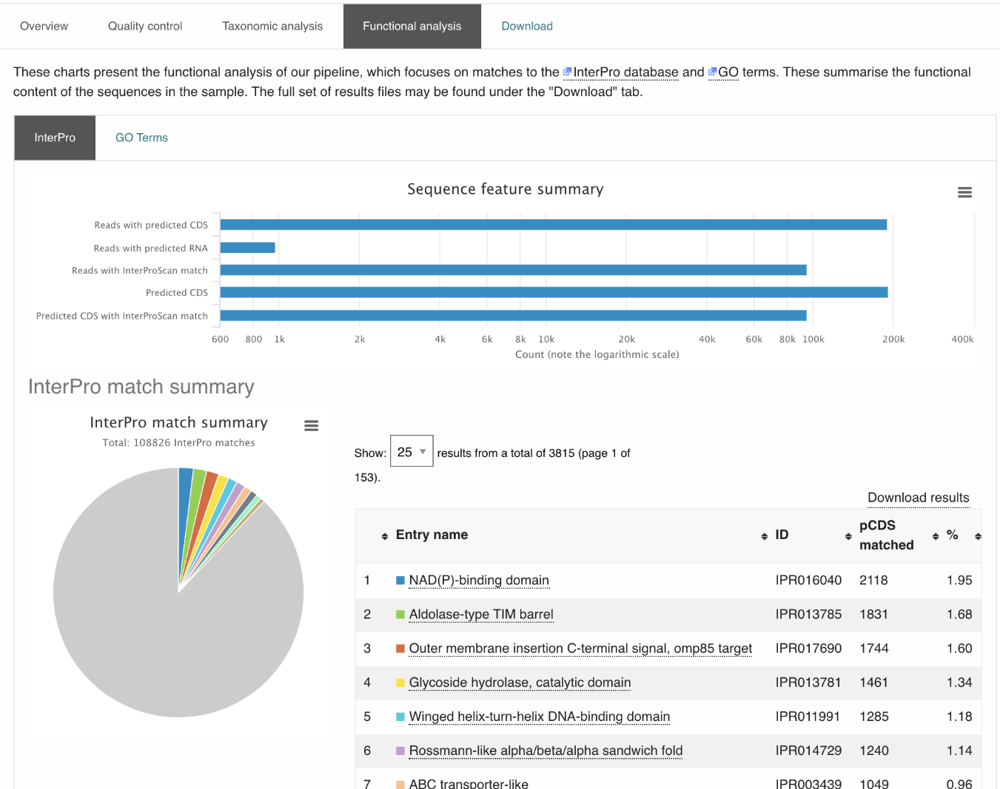 Overview Quality control Taxonomic analysis Functional analysis Download
These charts present the functional analysis of our pipeline, which focuses on matches to the InterPro database and GO terms. These summarise the functional
content of the sequences in the sample. The full set of results files may be found under the "Download" tab.
InterPro GO Terms
Sequence feature summary
Reads with predicted CDS
Reads with predicted RNA
Reads with InterProScan match
Predicted CDS
Predicted CDS with InterProScan match
600 800 1k 2k 4k 6k 8k 10k 20k 40k 60k 80k 100k 200k 400k
Count (note the logarithmic scale)
InterPro match summary
InterPro match summary
Total: 108826 InterPro matches
Show: 25 results from a total of 3815 (page 1 of
153).
Download results
Entry name ID pCDS matched %
1 NAD(P)-binding domain IPR016040 2118 1.95
2 Aldolase-type TIM barrel IPR013785 1831 1.68
3 Outer membrane insertion C-terminal signal, omp85 target IPR017690 1744 1.60
4 Glycoside hydrolase, catalytic domain IPR013781 1461 1.34
5 Winged helix-turn-helix DNA-binding domain IPR011991 1285 1.18
6 Rossmann-like alpha/beta/alpha sandwich fold IPR014729 1240 1.14
7 ABC transporter-like IPR003439 1049 0.96